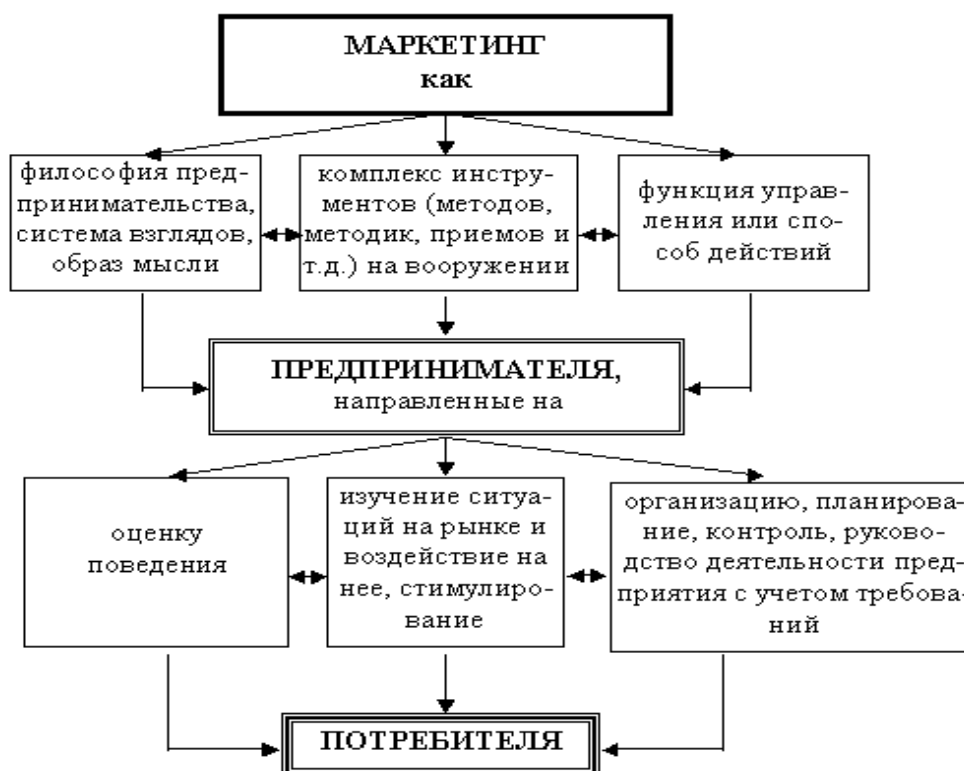 МАРКЕТИНГ
как
философия пред-
принимательства,
система взглядов,
образ мысли
комплекс инстру-
ментов (методов,
методик, приемов и
т.д.) на вооружении
функция управ-
ления или спо-
соб действий
ПРЕДПРИНИМАТЕЛЯ,
направленные на
оценку
поведения
изучение ситуа-
ций на рынке и
воздействие на
нее, стимулиро-
вание
организацию, планирова-
ние, контроль, руково-
дство деятельности пред-
приятия с учетом требова-
ний
ПОТРЕБИТЕЛЯ